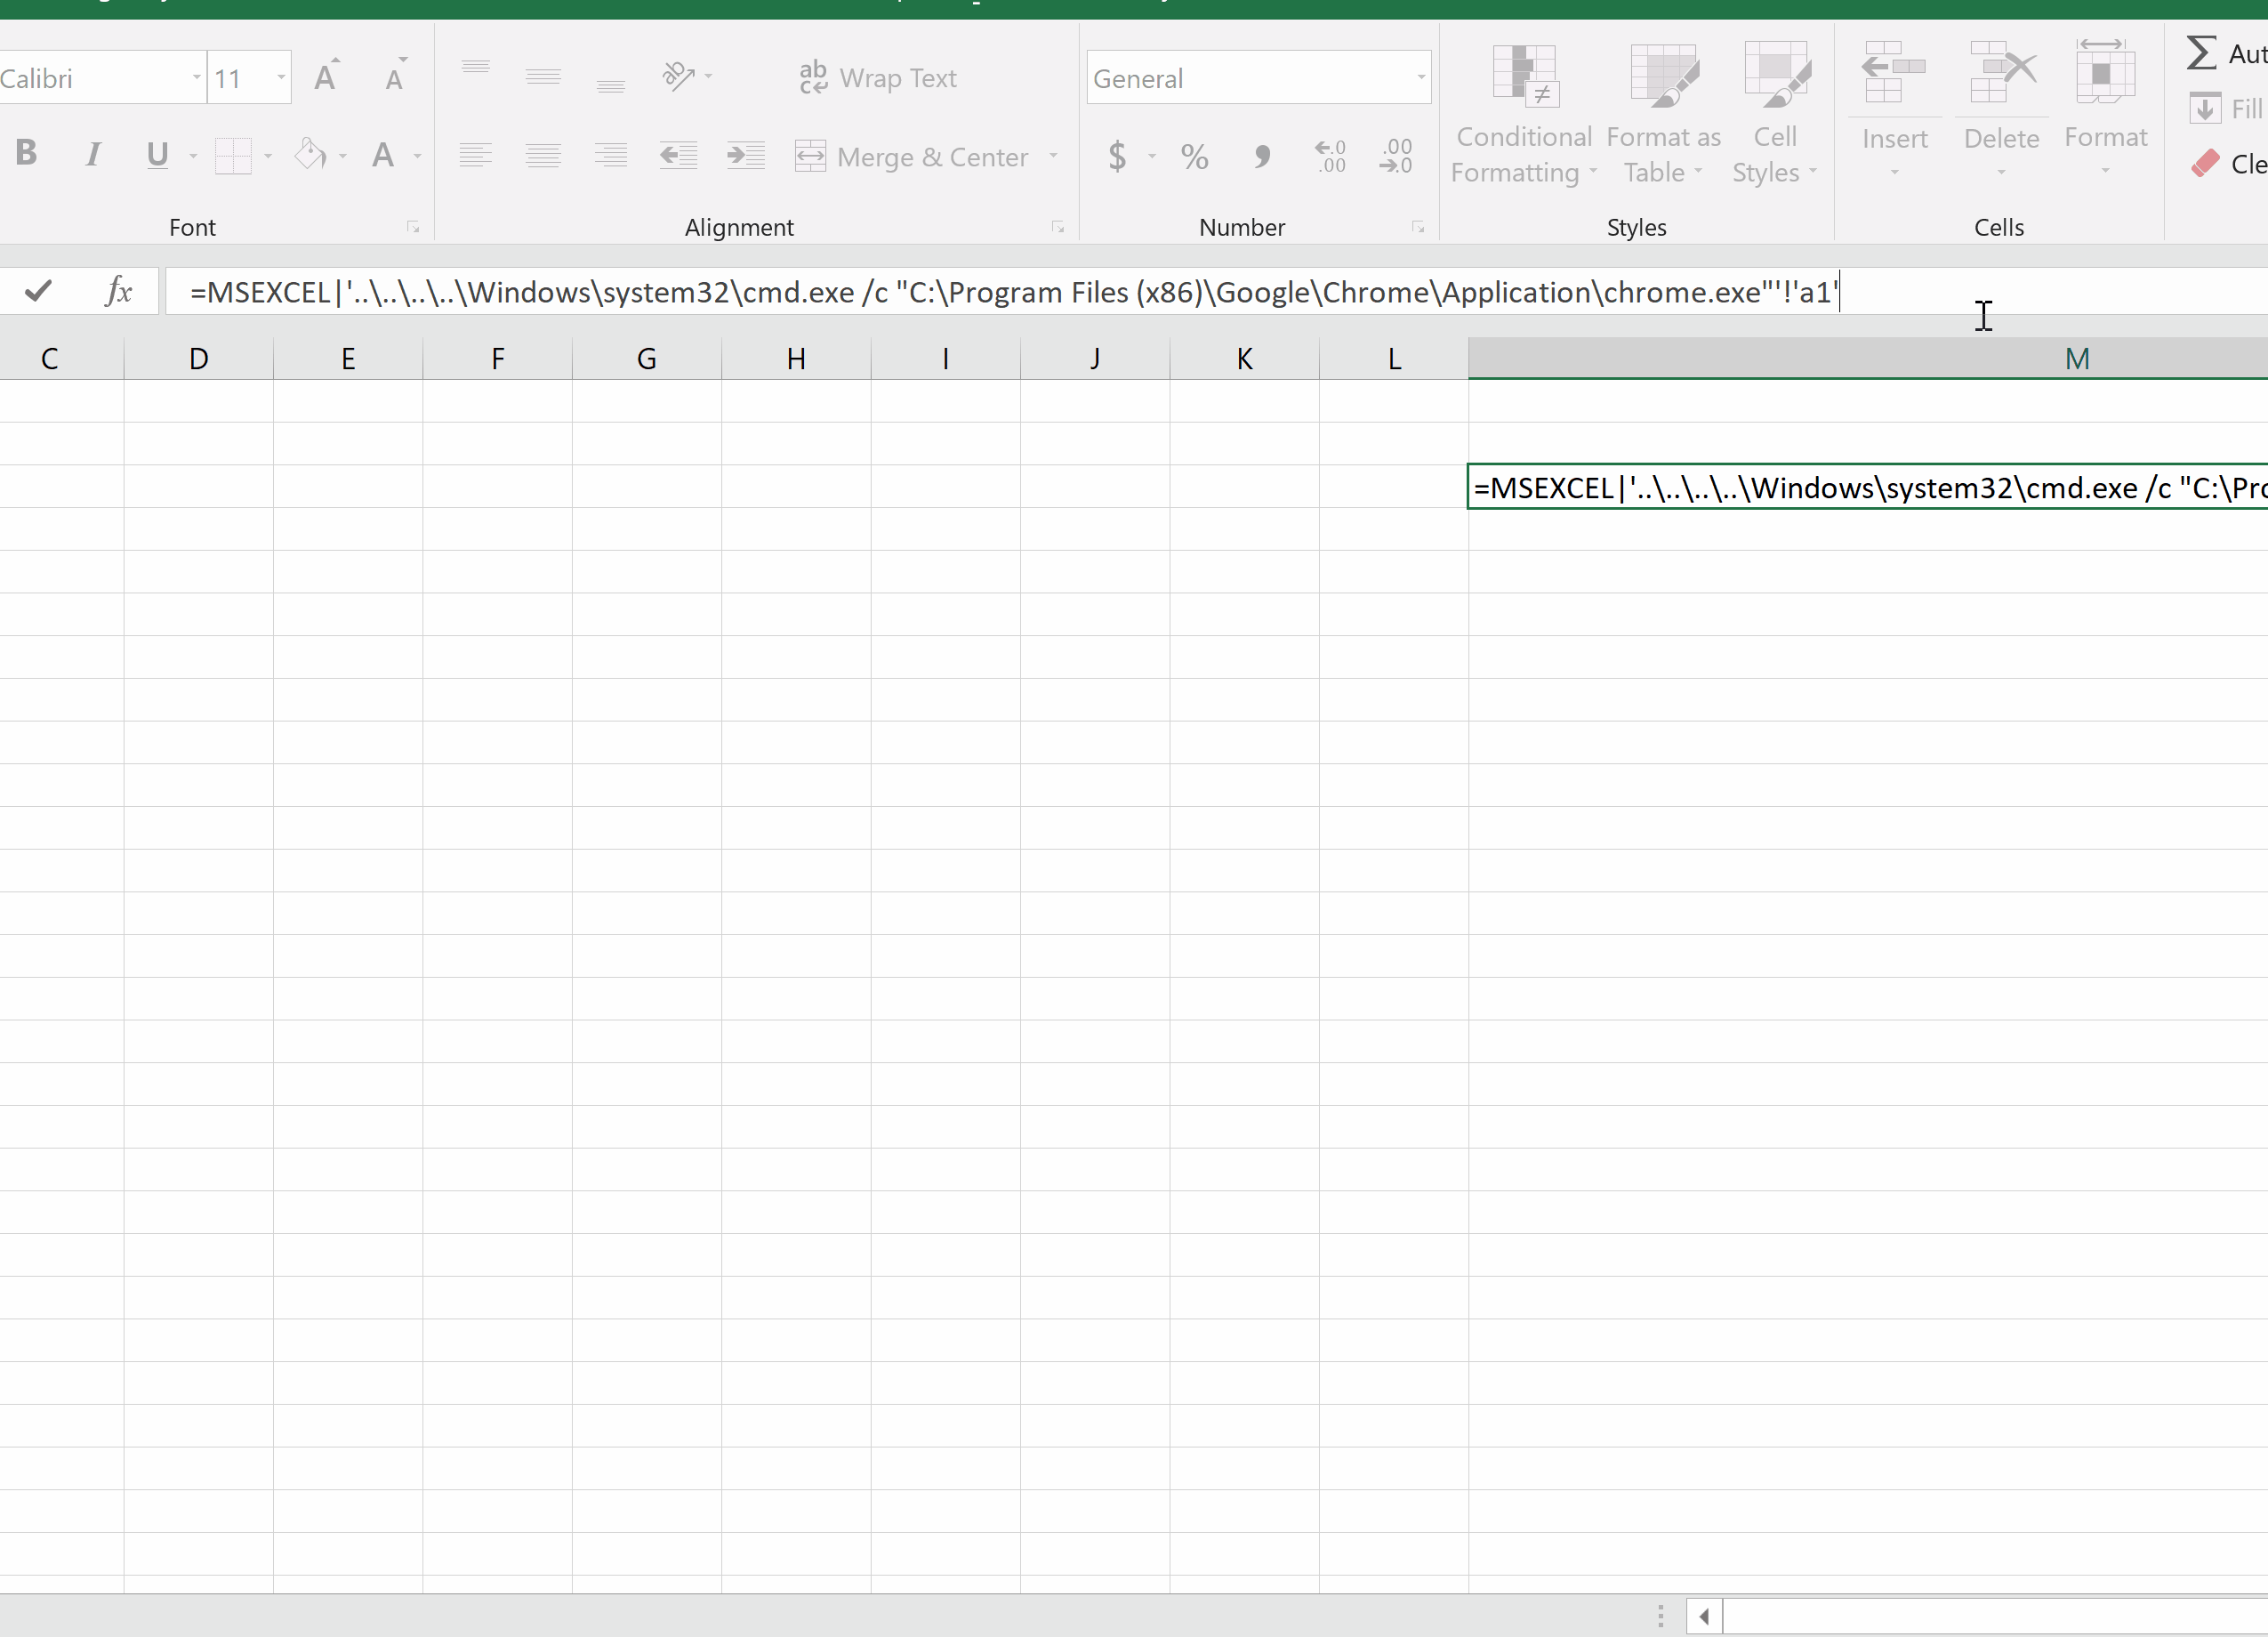 Calibri 11 A A ab Wrap Text General Aut
c Conditional Format as Cell Insert Delete Format Fill
B I U A Merge & Center $ % , .0 .00 Formatting Table Styles Cle
.00 .0
Font Alignment Number Styles Cells
fx =MSEXCEL|'..\..\..\..\Windows\system32\cmd.exe /c "C:\Program Files (x86)\Google\Chrome\Application\chrome.exe"'!'a1'
C D E F G H I J K L M
=MSEXCEL|'..\..\..\..\Windows\system32\cmd.exe /c "C:\Pro